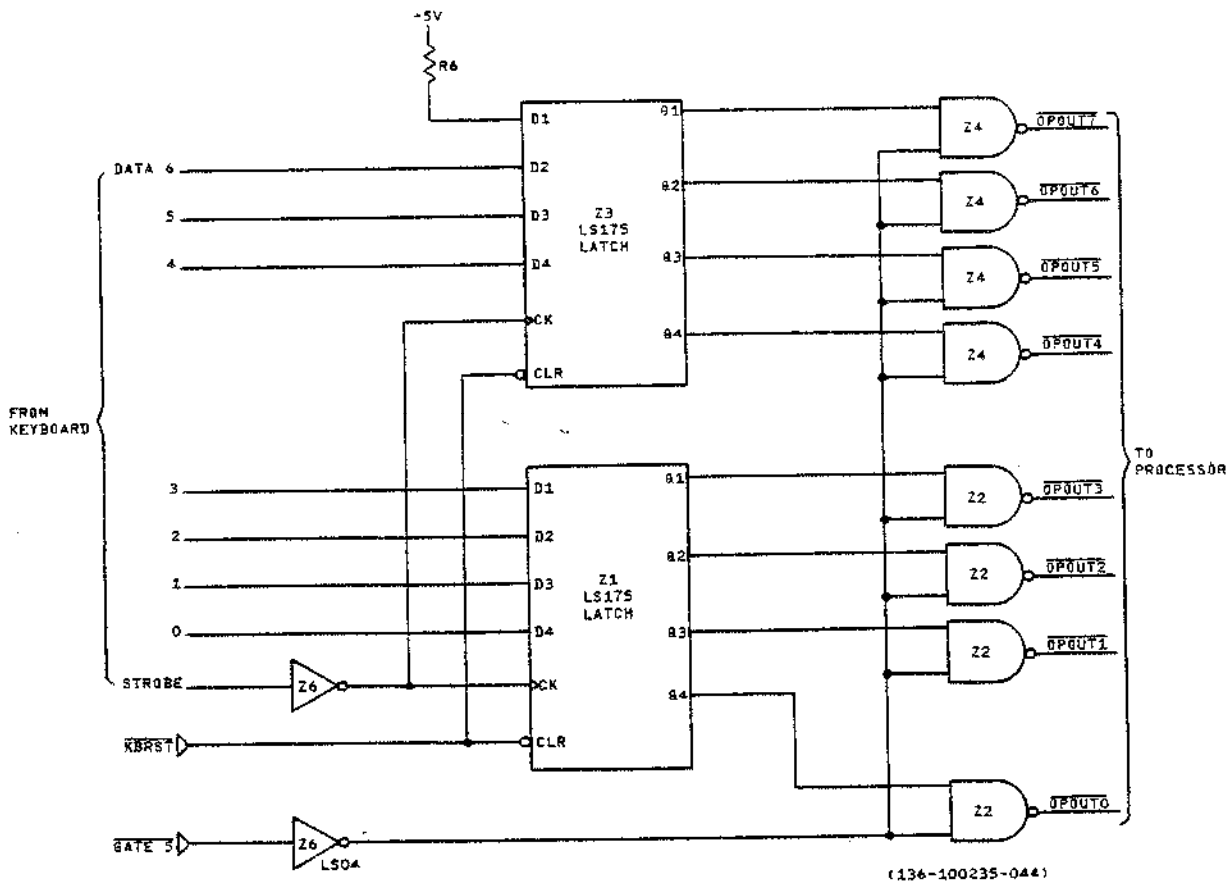 +5V
R6
D1
Q1
Z4
OPOUT7
DATA 6
D2
Q2
Z4
OPOUT6
5
D3
Z3
LS175
LATCH
Q3
Z4
OPOUT5
4
D4
Q4
Z4
OPOUT4
CK
CLR
FROM
KEYBOARD
TO
PROCESSOR
3
D1
Q1
Z2
OPOUT3
2
D2
Q2
Z2
OPOUT2
1
D3
Z1
LS175
LATCH
Q3
Z2
OPOUT1
0
D4
Q4
STROBE
Z6
CK
KBRST
CLR
Z2
OPOUT0
GATE 5
Z6
LS04
(136-100235-044)